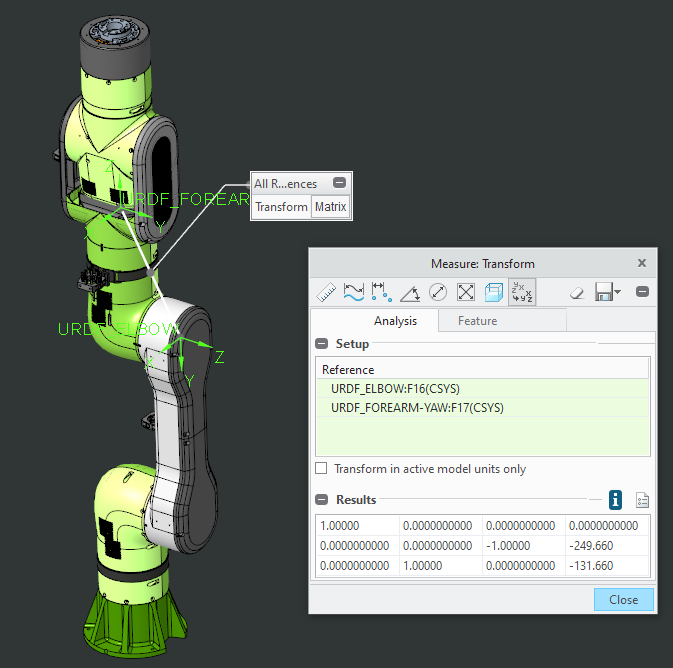 Z
URDF_FOREAR
Y
X
All R...ences
Transform Matrix
URDF_ELBOW
X
Z
Y
Measure: Transform
Analysis Feature
Setup
Reference
URDF_ELBOW:F16(CSYS)
URDF_FOREARM-YAW:F17(CSYS)
Transform in active model units only
Results
1.00000 0.0000000000 0.0000000000 0.0000000000
0.0000000000 0.0000000000 -1.00000 -249.660
0.0000000000 1.00000 0.0000000000 -131.660
Close